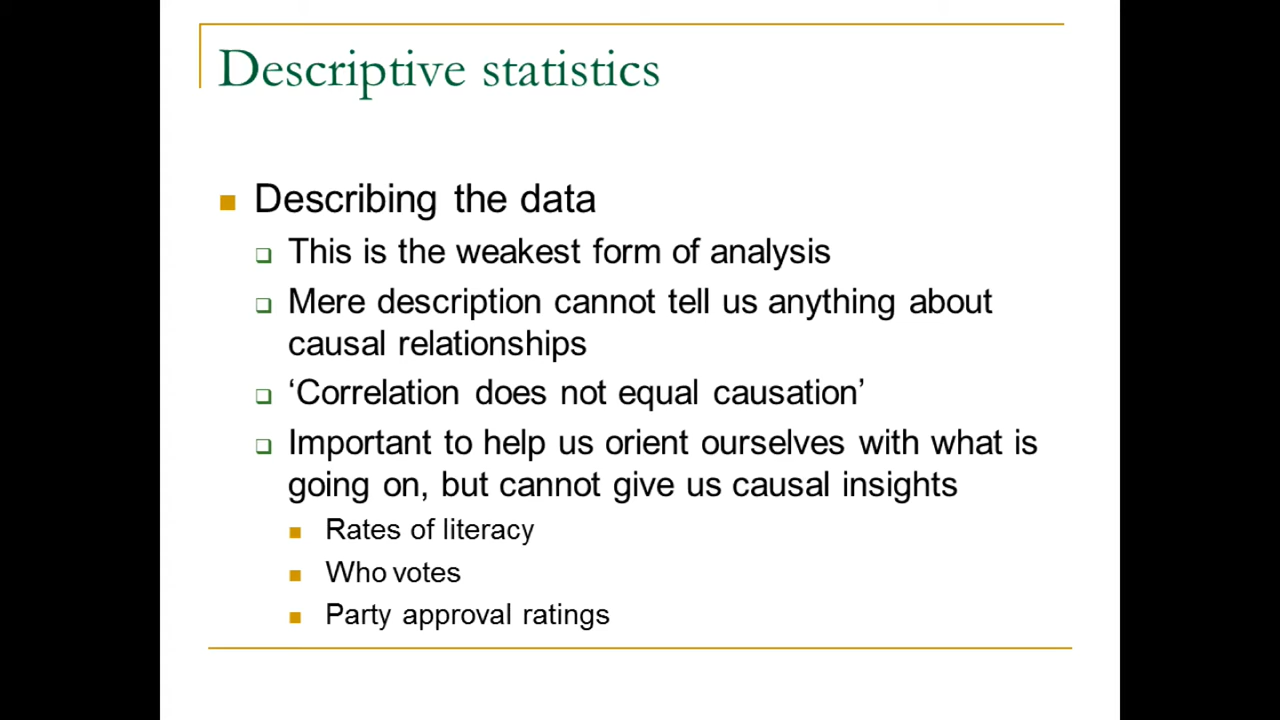 Descriptive statistics
Describing the data
This is the weakest form of analysis
Mere description cannot tell us anything about
causal relationships
‘Correlation does not equal causation’
Important to help us orient ourselves with what is
going on, but cannot give us causal insights
Rates of literacy
Who votes
Party approval ratings